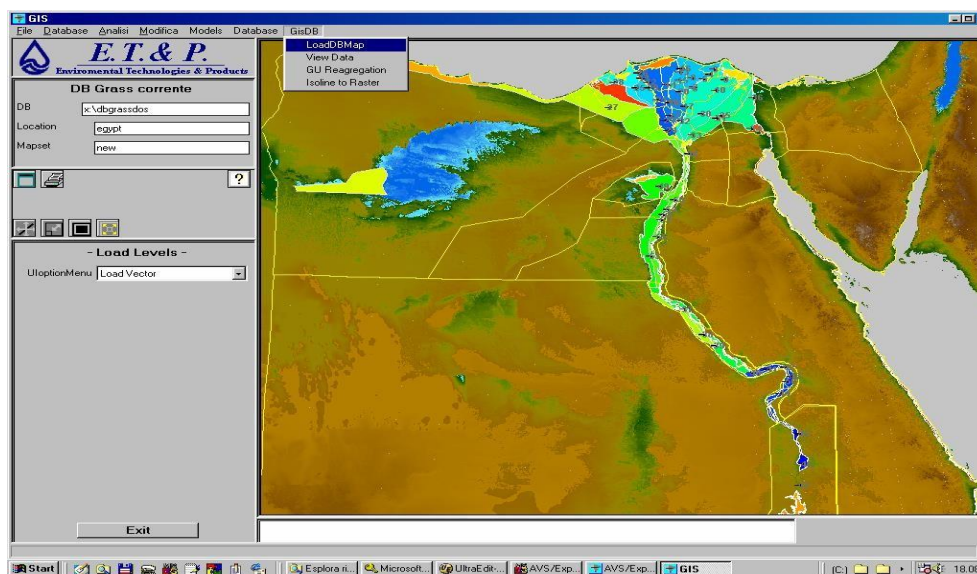 GIS
File Database Analisi Modifica Models Database GisDB
LoadDBMap
View Data
GU Reagregation
Isoline to Raster
E.T.& P.
Enviromental Technologies & Products
DB Grass corrente
DB x:\dbgrassdos
Location egypt
Mapset new
?
- Load Levels -
UIoptionMenu Load Vector
-27
Exit
Start Esplora ri... Microsoft... UltraEdit-... AVS/Exp... AVS/Exp... GIS (C:) 18.09